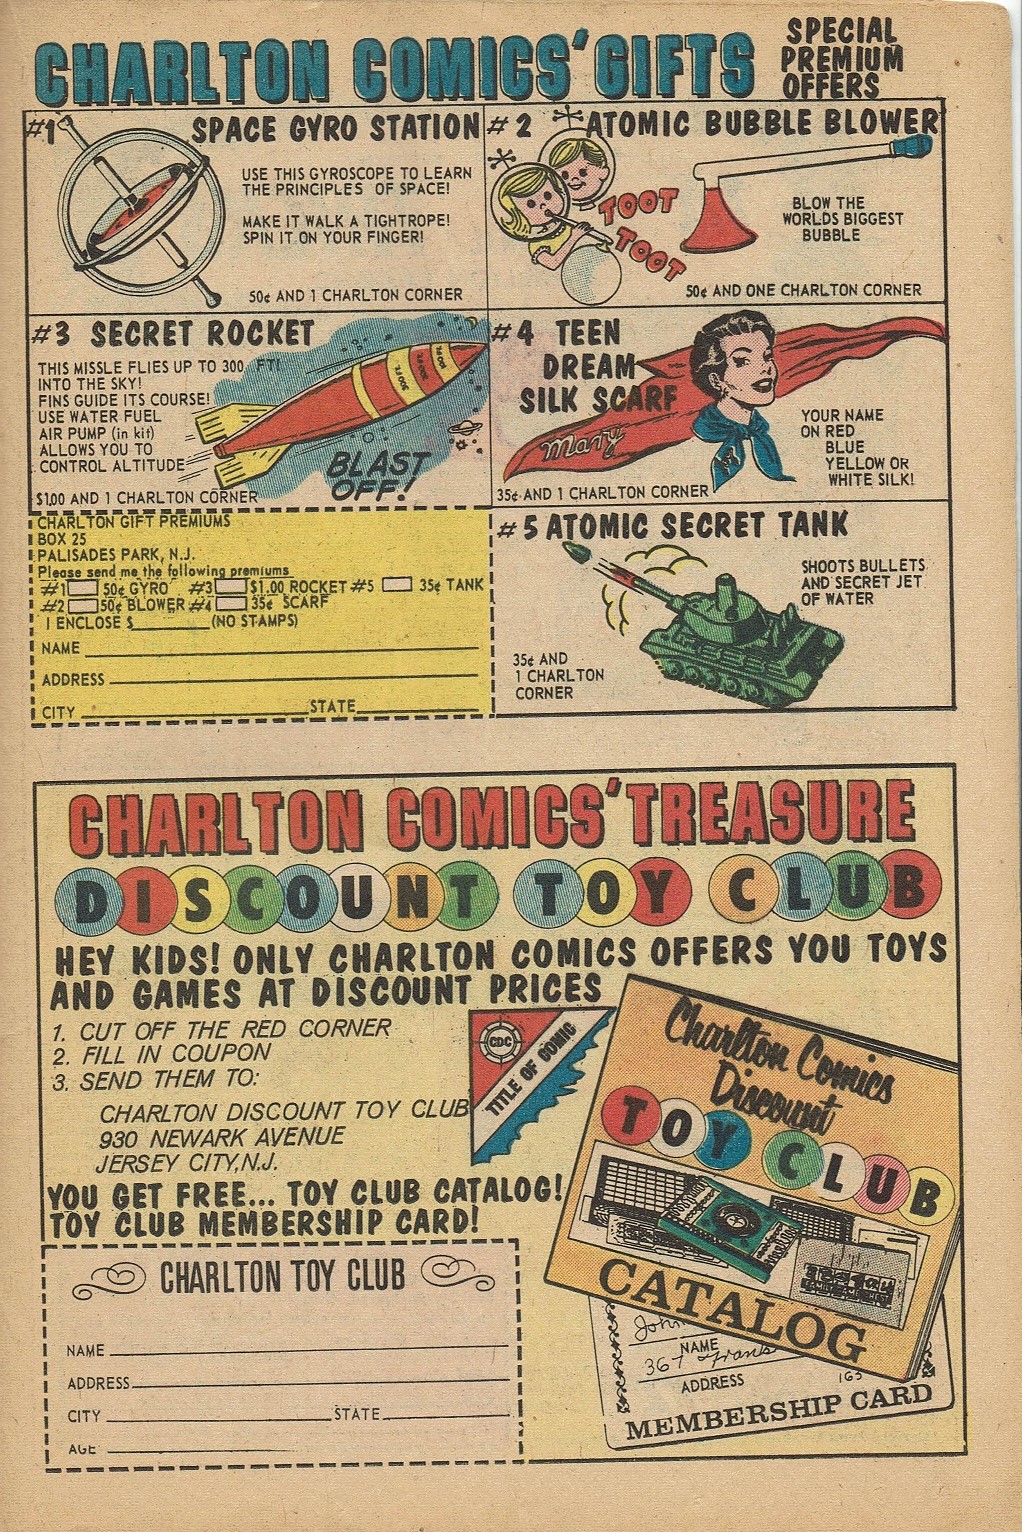 CHARLTON COMICS' GIFTS
SPECIAL
PREMIUM
OFFERS
#1 SPACE GYRO STATION
USE THIS GYROSCOPE TO LEARN
THE PRINCIPLES OF SPACE!
MAKE IT WALK A TIGHTROPE!
SPIN IT ON YOUR FINGER!
50¢ AND 1 CHARLTON CORNER
#2 ATOMIC BUBBLE BLOWER
TOOT
TOOT
BLOW THE
WORLDS BIGGEST
BUBBLE
50¢ AND ONE CHARLTON CORNER
#3 SECRET ROCKET
THIS MISSLE FLIES UP TO 300 FT!
INTO THE SKY!
FINS GUIDE ITS COURSE!
USE WATER FUEL
AIR PUMP (in kit)
ALLOWS YOU TO
CONTROL ALTITUDE
300 FT.
200 FT.
100 FT.
BLAST
OFF!
$1.00 AND 1 CHARLTON CORNER
#4 TEEN
DREAM
SILK SCARF
Mary
YOUR NAME
ON RED
BLUE
YELLOW OR
WHITE SILK!
35¢ AND 1 CHARLTON CORNER
CHARLTON GIFT PREMIUMS
BOX 25
PALISADES PARK, N.J.
Please send me the following premiums
#1 50¢ GYRO #3 $1.00 ROCKET #5 35¢ TANK
#2 50¢ BLOWER #4 35¢ SCARF
I ENCLOSE $ (NO STAMPS)
NAME
ADDRESS
CITY STATE
#5 ATOMIC SECRET TANK
SHOOTS BULLETS
AND SECRET JET
OF WATER
35¢ AND
1 CHARLTON
CORNER
CHARLTON COMICS' TREASURE
DISCOUNT TOY CLUB
HEY KIDS! ONLY CHARLTON COMICS OFFERS YOU TOYS
AND GAMES AT DISCOUNT PRICES
1. CUT OFF THE RED CORNER
2. FILL IN COUPON
3. SEND THEM TO:
CHARLTON DISCOUNT TOY CLUB
930 NEWARK AVENUE
JERSEY CITY, N.J.
CDC
TITLE OF COMIC
YOU GET FREE... TOY CLUB CATALOG!
TOY CLUB MEMBERSHIP CARD!
CHARLTON TOY CLUB
NAME
ADDRESS
CITY STATE
AGE
Charlton Comics
Discount
TOY CLUB
CATALOG
John
NAME
367
ADDRESS
163
MEMBERSHIP CARD